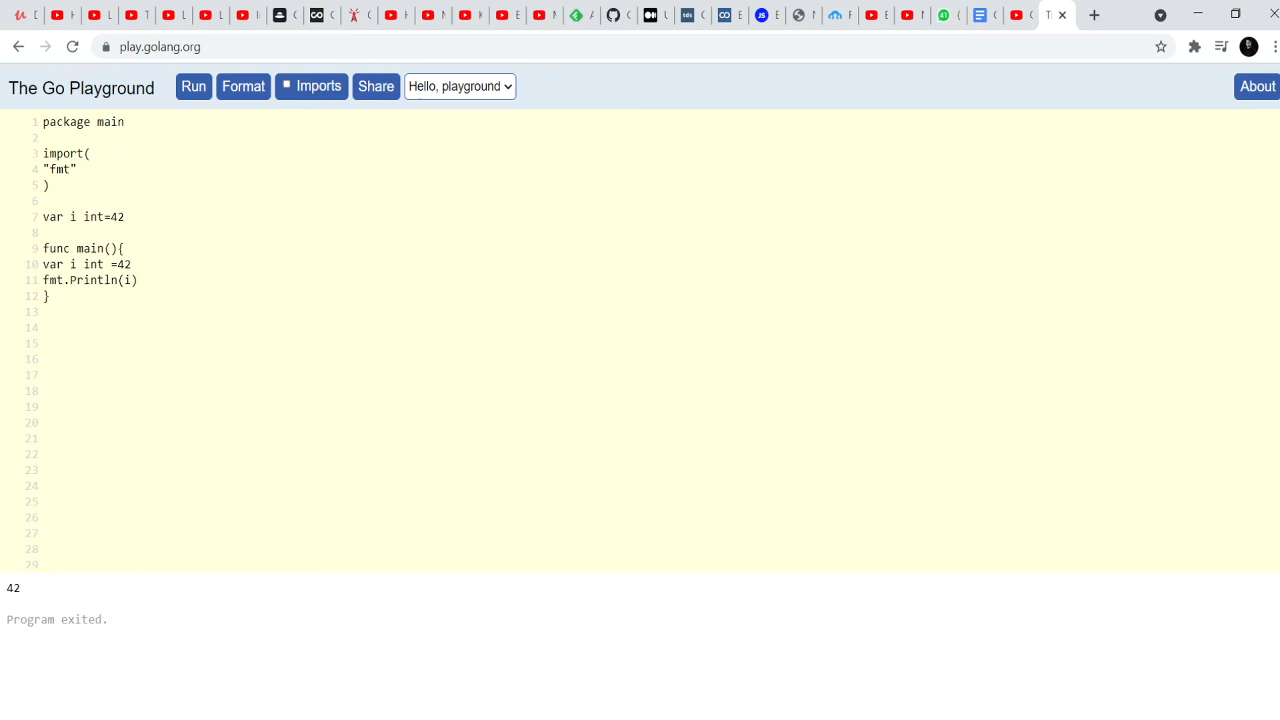 play.golang.org
The Go Playground Run Format Imports Share Hello, playground About
1 package main
2
3 import(
4 "fmt"
5 )
6
7 var i int=42
8
9 func main(){
10 var i int =42
11 fmt.Println(i)
12 }
13
14
15
16
17
18
19
20
21
22
23
24
25
26
27
28
29
42
Program exited.